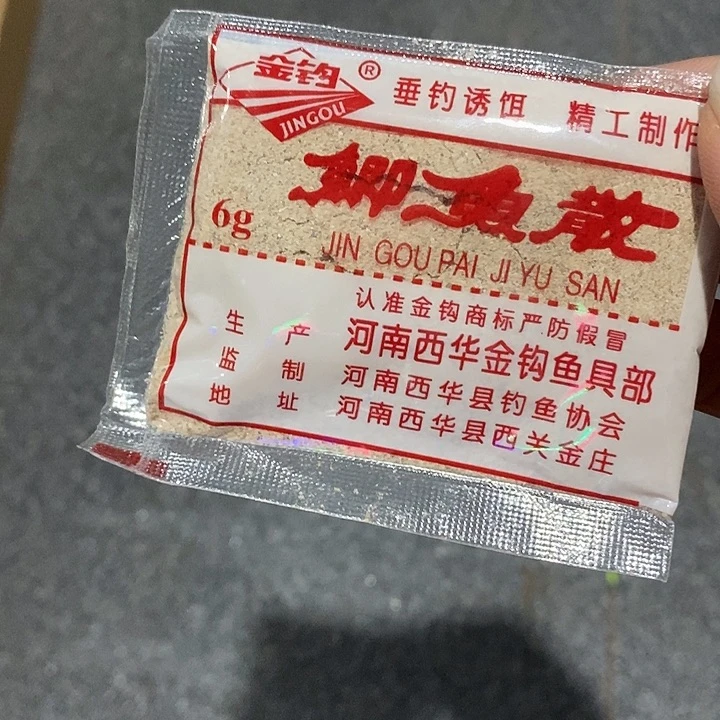 金钩 ®
JINGOU
垂钓诱饵 精工制作
鲫鱼散
6g
JIN GOU PAI JI YU SAN
认准金钩商标严防假冒
生产 河南西华金钩鱼具部
监制 河南西华县钓鱼协会
地址 河南西华县西关金庄